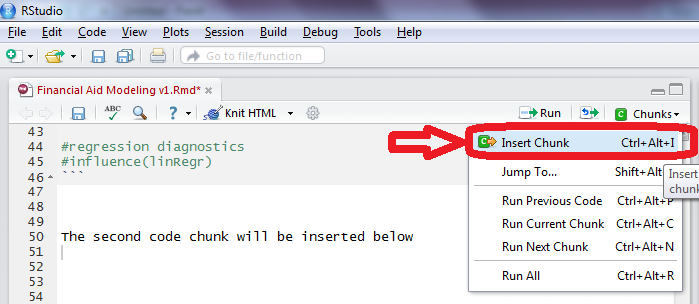 RStudio
File Edit Code View Plots Session Build Debug Tools Help
Go to file/function
Financial Aid Modeling v1.Rmd*
ABC Knit HTML Run Chunks
43
44 #regression diagnostics
45 #influence(linRegr)
46 ```
47
48
49
50 The second code chunk will be inserted below
51
52
53
54
Insert Chunk Ctrl+Alt+I
Jump To... Shift+Alt
Insert
chunk
Run Previous Code Ctrl+Alt+P
Run Current Chunk Ctrl+Alt+C
Run Next Chunk Ctrl+Alt+N
Run All Ctrl+Alt+R